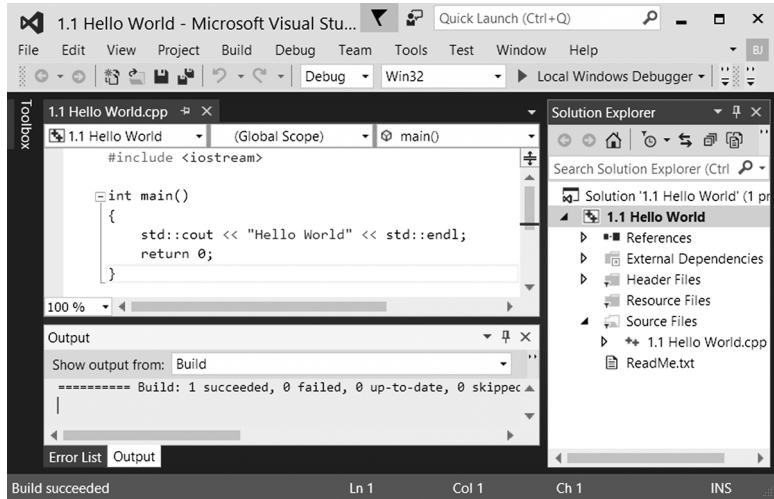 1.1 Hello World - Microsoft Visual Stu...
Quick Launch (Ctrl+Q)
File Edit View Project Build Debug Team Tools Test Window Help
BJ
Debug Win32 Local Windows Debugger
Toolbox
1.1 Hello World.cpp
1.1 Hello World (Global Scope) main()
#include <iostream>
int main()
{
std::cout << "Hello World" << std::endl;
return 0;
}
100 %
Output
Show output from: Build
========== Build: 1 succeeded, 0 failed, 0 up-to-date, 0 skipped
Error List Output
Solution Explorer
Search Solution Explorer (Ctrl
Solution '1.1 Hello World' (1 pr
1.1 Hello World
References
External Dependencies
Header Files
Resource Files
Source Files
1.1 Hello World.cpp
ReadMe.txt
Build succeeded Ln 1 Col 1 Ch 1 INS